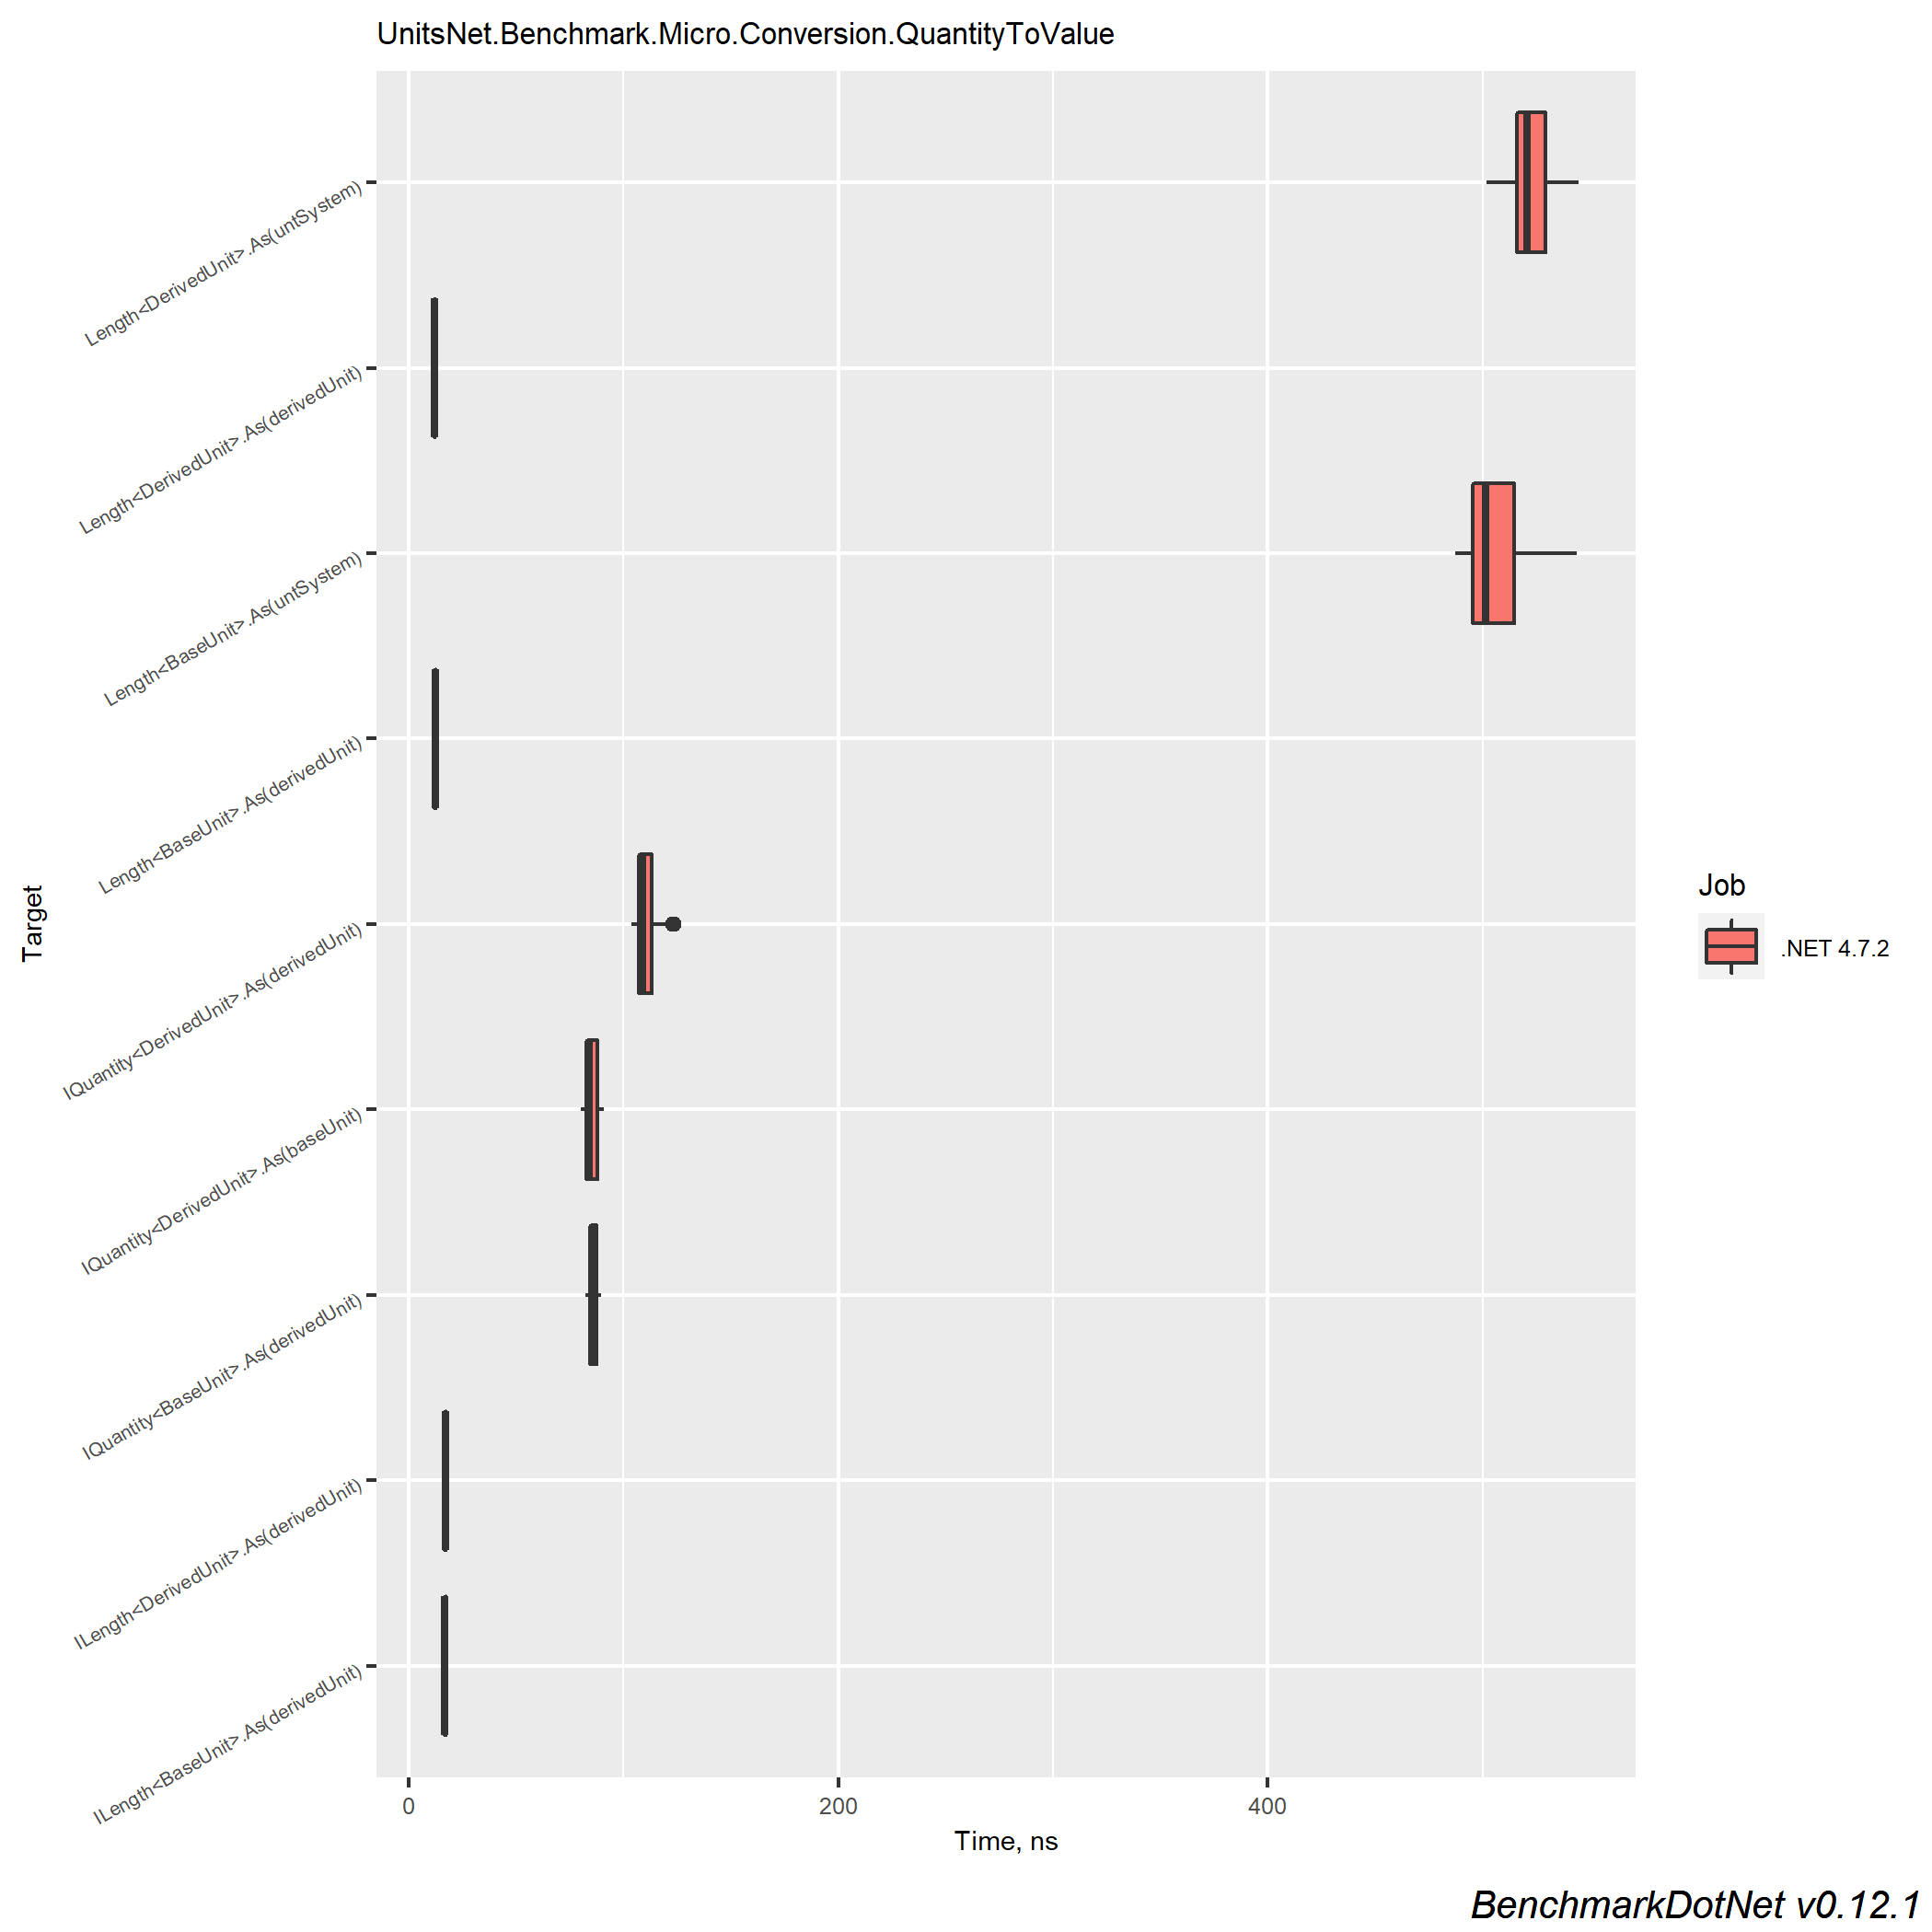 UnitsNet.Benchmark.Micro.Conversion.QuantityToValue
Length<DerivedUnit>.As(untSystem)
Length<DerivedUnit>.As(derivedUnit)
Length<BaseUnit>.As(untSystem)
Length<BaseUnit>.As(derivedUnit)
IQuantity<DerivedUnit>.As(derivedUnit)
IQuantity<DerivedUnit>.As(baseUnit)
IQuantity<BaseUnit>.As(derivedUnit)
ILength<DerivedUnit>.As(derivedUnit)
ILength<BaseUnit>.As(derivedUnit)
Target
0 200 400
Time, ns
Job
.NET 4.7.2
BenchmarkDotNet v0.12.1